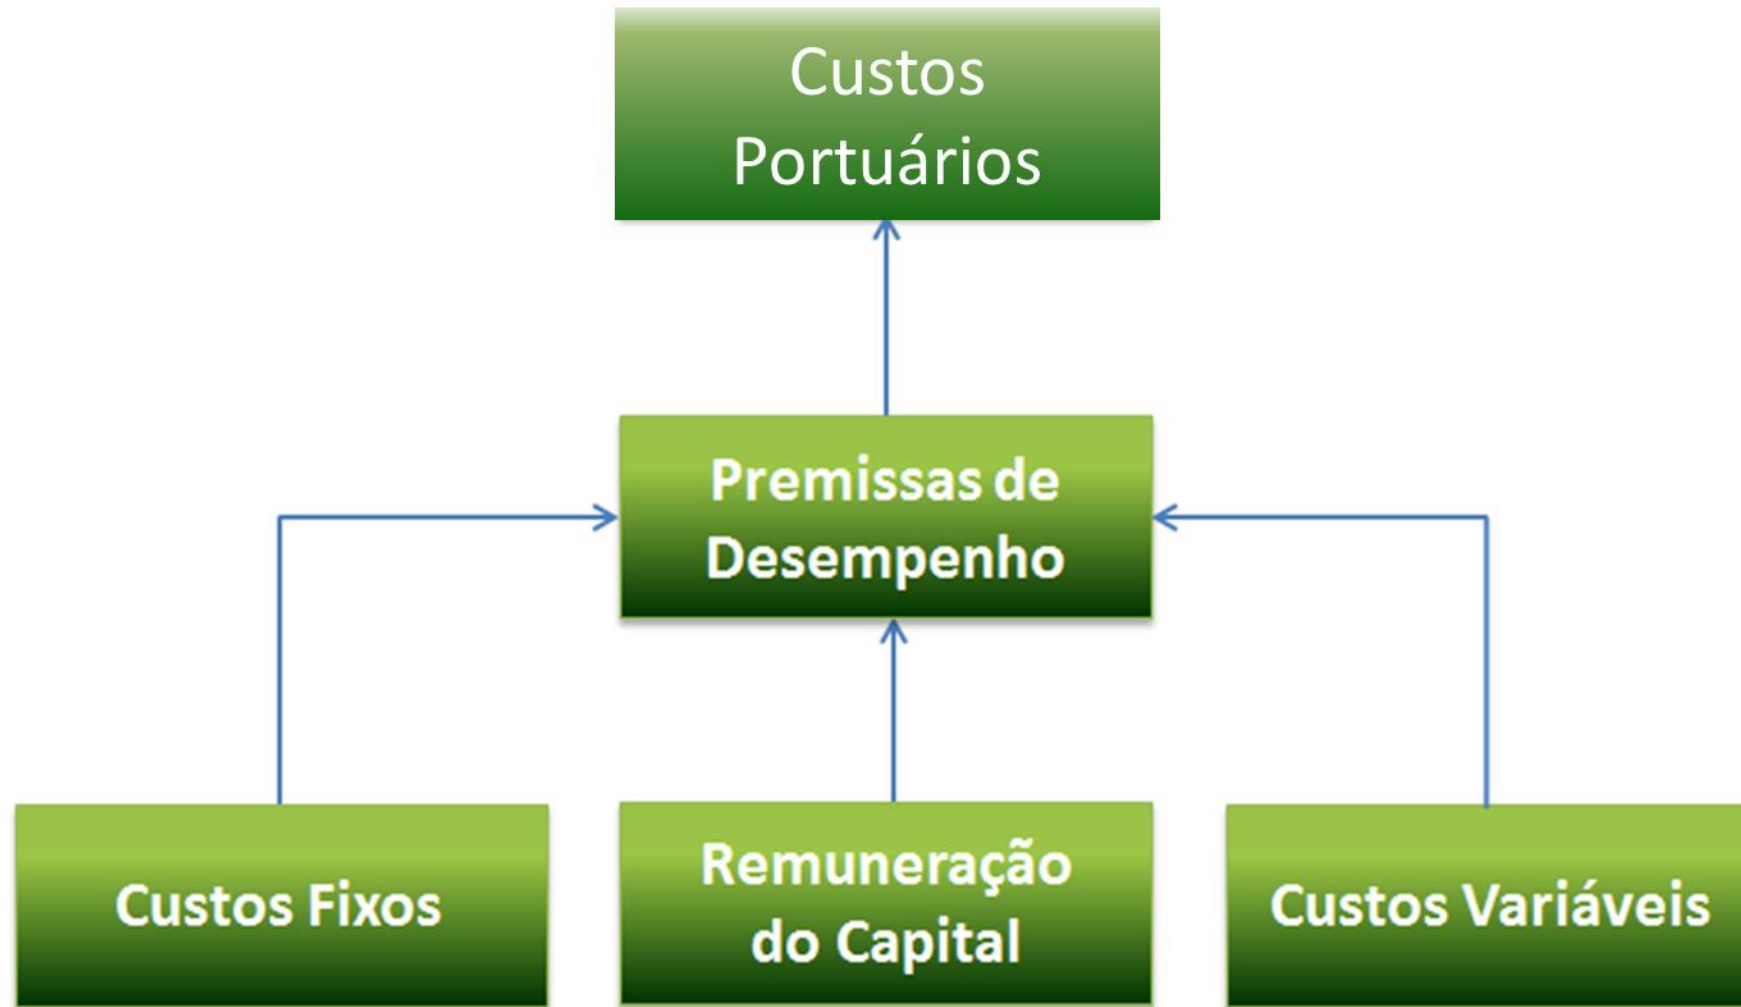 Custos
Portuários
Premissas de
Desempenho
Custos Fixos
Remuneração
do Capital
Custos Variáveis